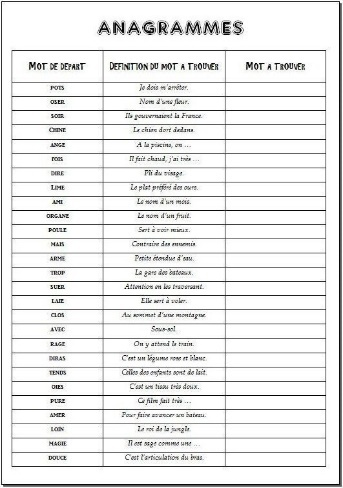 ANAGRAMMES
MOT DE DEPART DEFINITION DU MOT A TROUVER MOT A TROUVER
POTS Je dois m'arrêter.
OSER Nom d'une fleur.
SOIR Ils gouvernaient la France.
CHINE Le chien dort dedans.
ANGE A la piscine, on ...
FOIS Il fait chaud, j'ai très ...
DIRE Pli du visage.
LIME Le plat préféré des ours.
AMI Le nom d'un mois.
ORGANE Le nom d'un fruit.
POULE Sert à voir mieux.
MAIS Contraire des ennemis.
ARME Petite étendue d'eau.
TROP La gare des bateaux.
SUER Attention en les traversant.
LAIE Elle sert à voler.
CLOS Au sommet d'une montagne.
AVEC Sous-sol.
RAGE On y attend le train.
DIRAS C'est un légume rose et blanc.
TENDS Celles des enfants sont de lait.
OIES C'est un tissu très doux.
PURE Ce film fait très ...
AMER Pour faire avancer un bateau.
LOIN Le roi de la jungle.
MAGIE Il est sage comme une ...
DOUCE C'est l'articulation du bras.